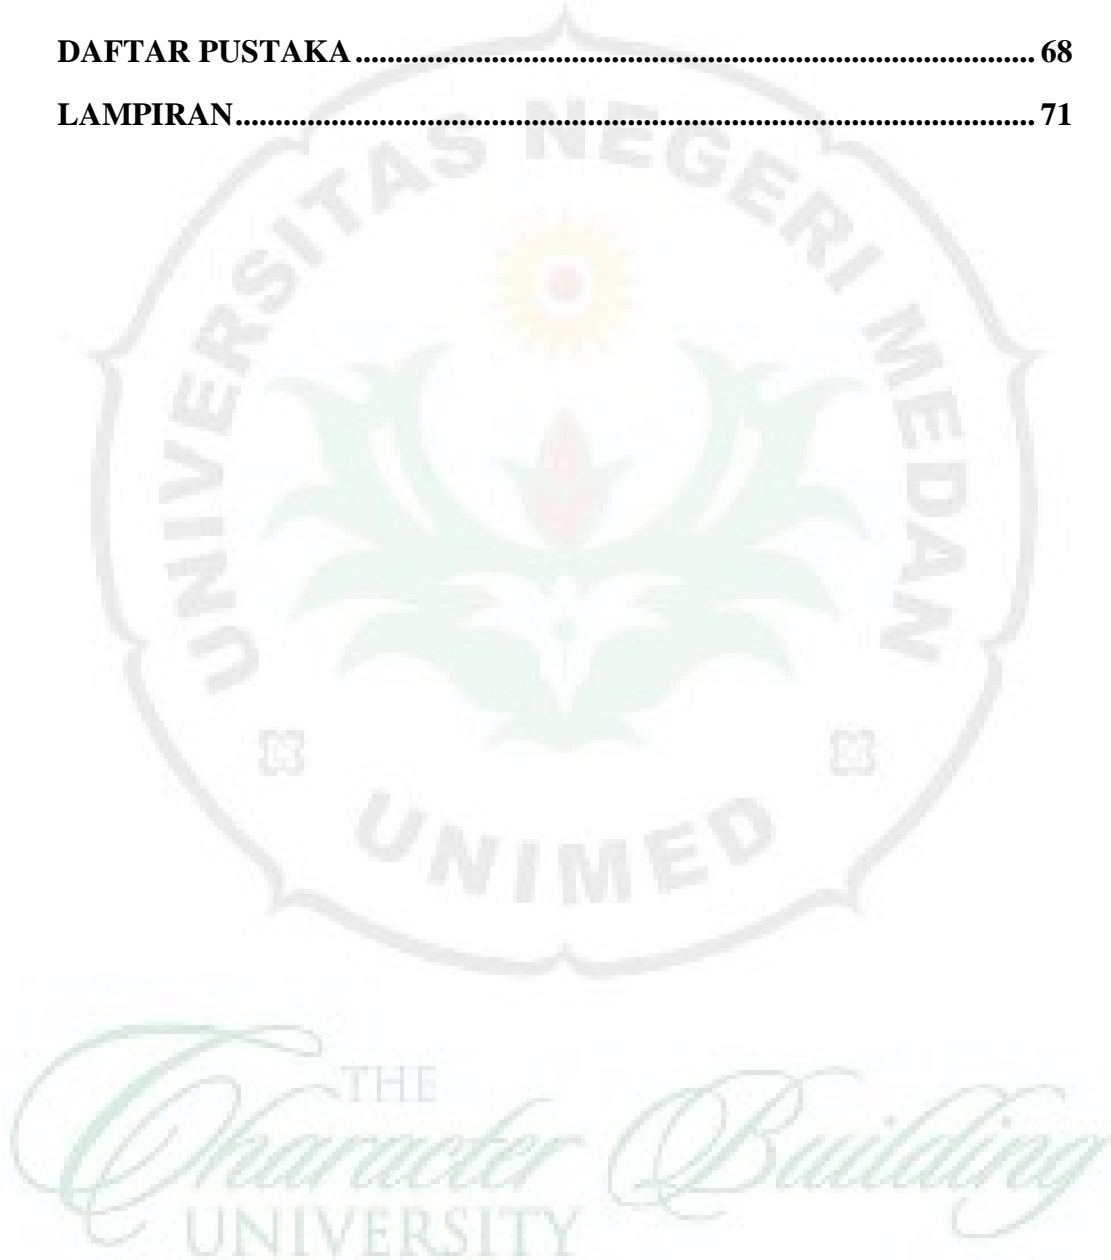 DAFTAR PUSTAKA ........................................................................................ 68
LAMPIRAN....................................................................................................... 71
UNIVERSITAS NEGERI MEDAN
UNIMED
THE
Character Building
UNIVERSITY